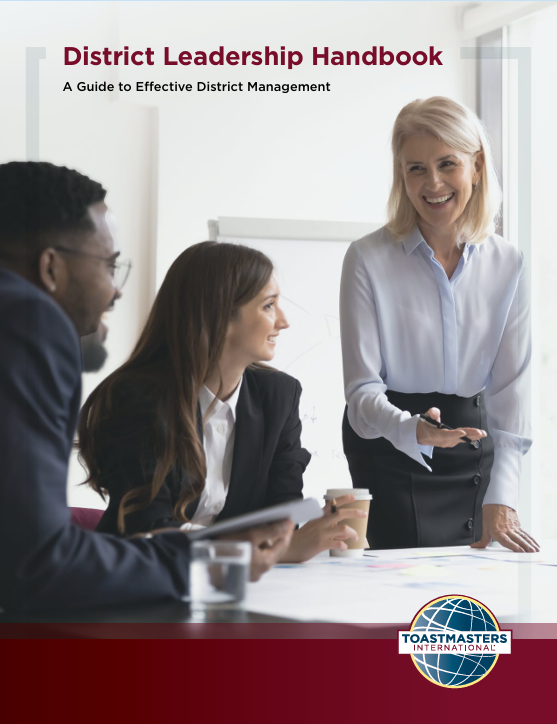 District Leadership Handbook
A Guide to Effective District Management
TOASTMASTERS
INTERNATIONAL